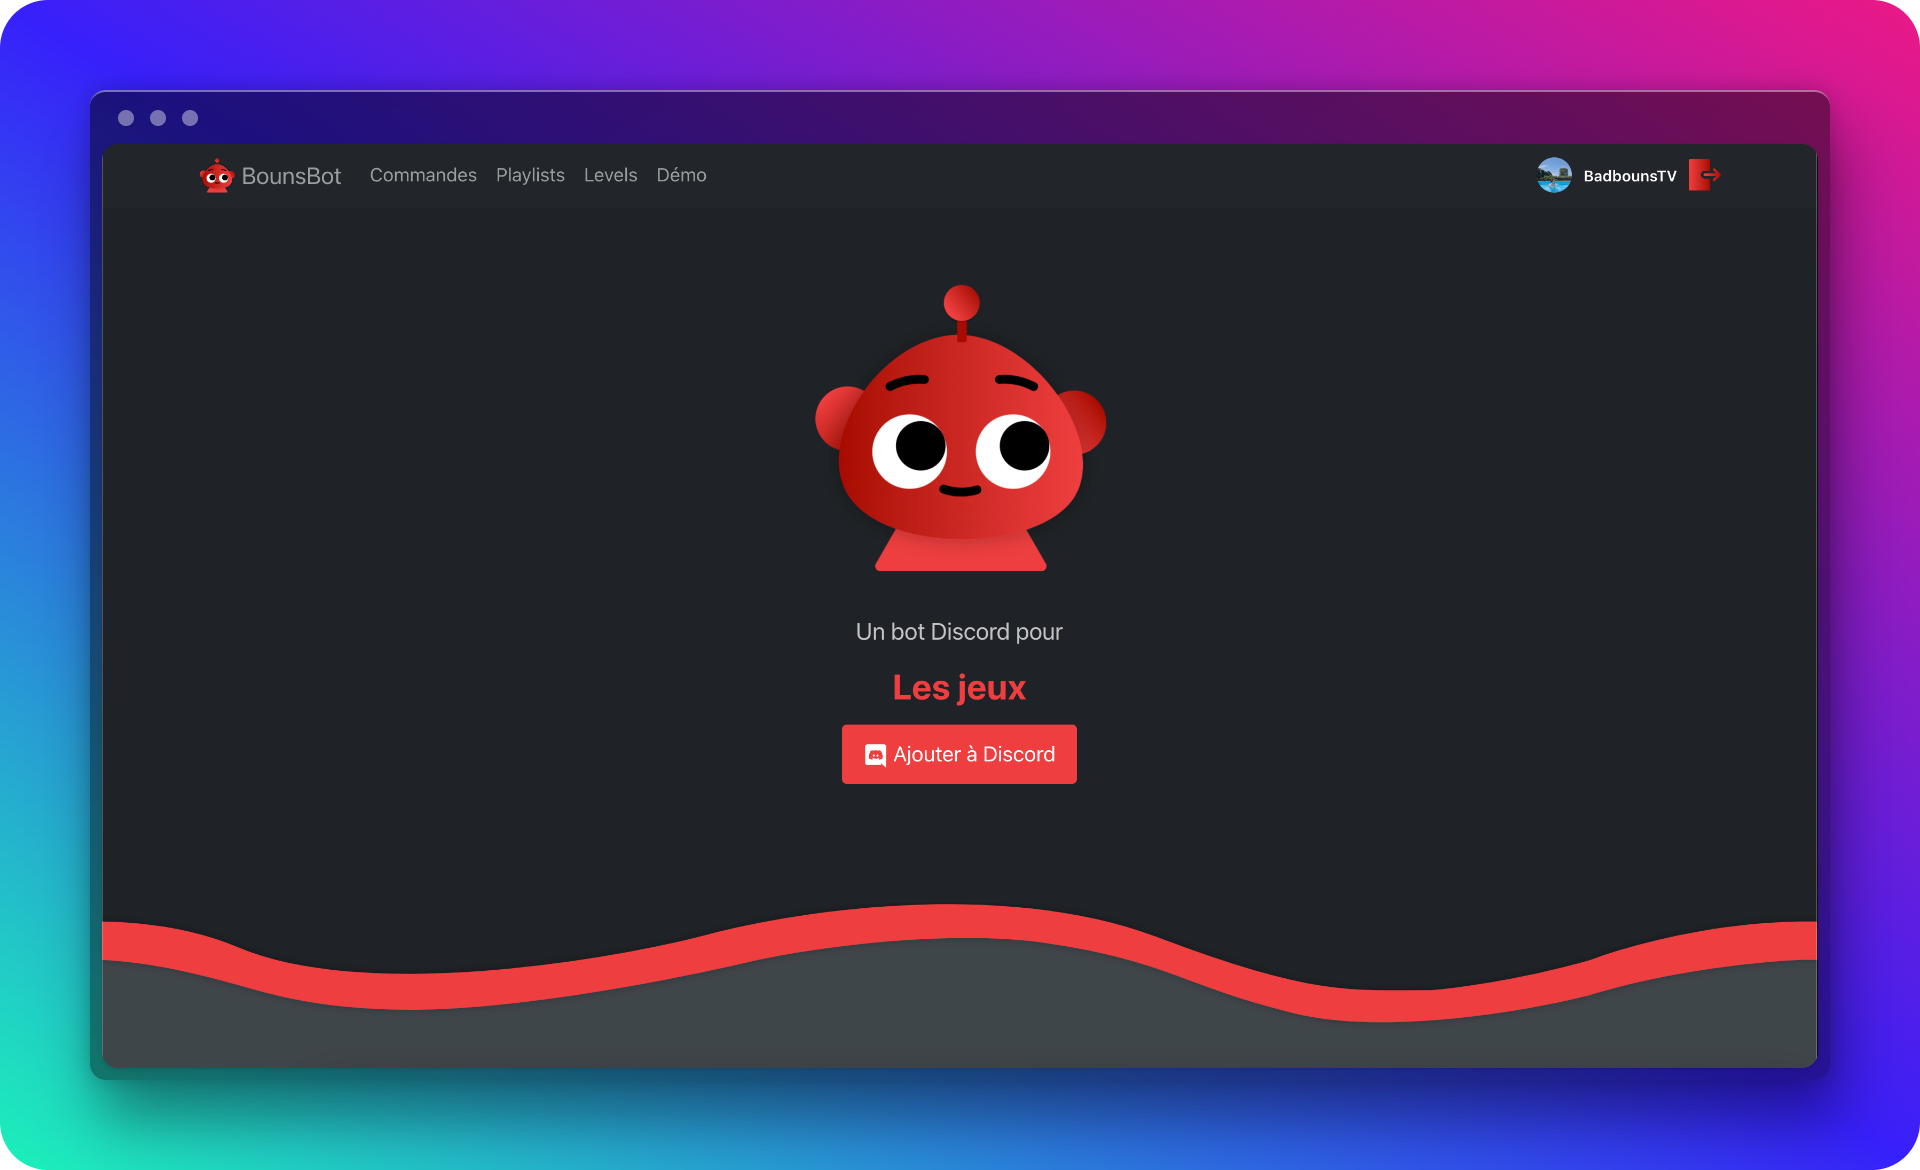 BounsBot Commandes Playlists Levels Démo BadbounsTV
Un bot Discord pour
Les jeux
Ajouter à Discord